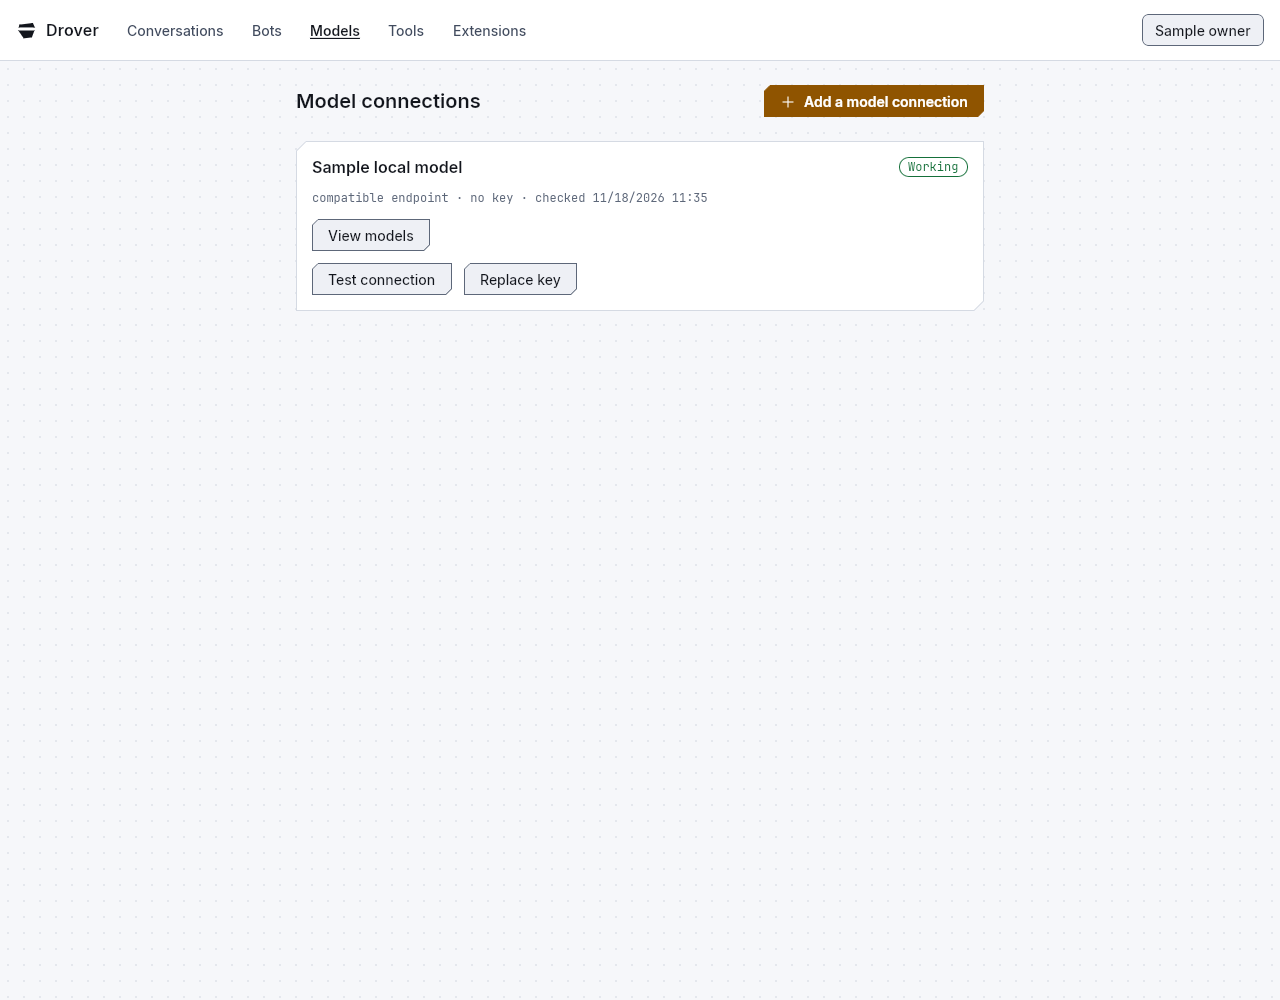 Drover Conversations Bots Models Tools Extensions Sample owner
Model connections
Add a model connection
Sample local model
Working
compatible endpoint · no key · checked 11/18/2026 11:35
View models
Test connection Replace key